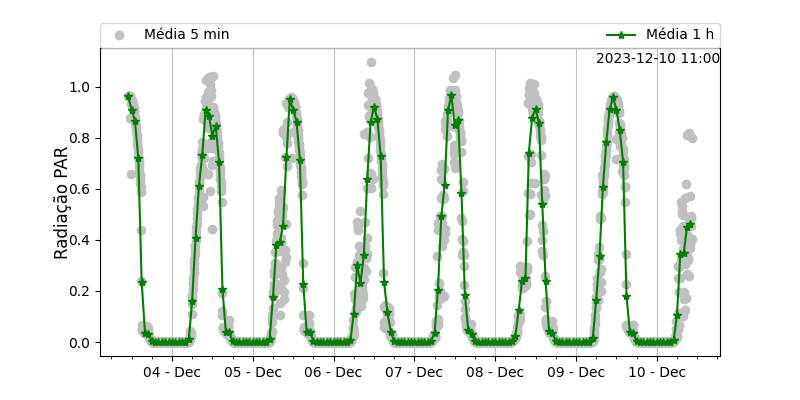 Média 5 min
Média 1 h
2023-12-10 11:00
Radiação PAR
1.0
0.8
0.6
0.4
0.2
0.0
04 - Dec
05 - Dec
06 - Dec
07 - Dec
08 - Dec
09 - Dec
10 - Dec